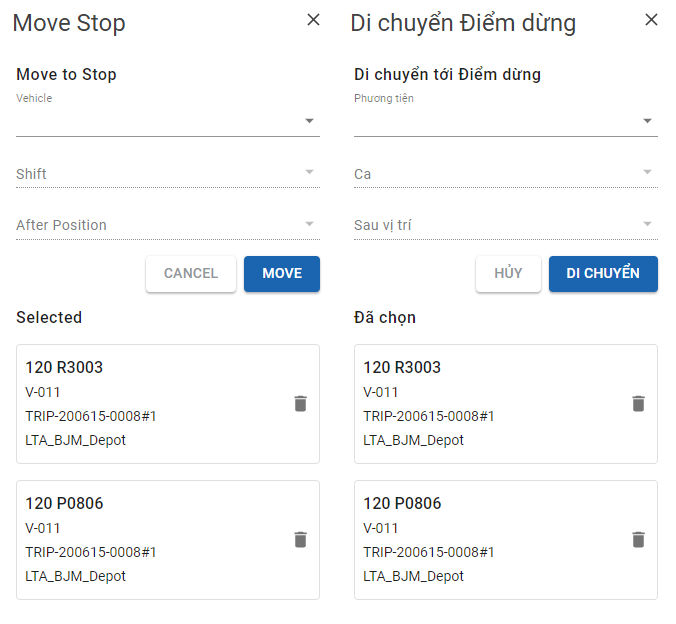 Move Stop
Move to Stop
Vehicle
Shift
After Position
CANCEL
MOVE
Selected
120 R3003
V-011
TRIP-200615-0008#1
LTA_BJM_Depot
120 P0806
V-011
TRIP-200615-0008#1
LTA_BJM_Depot
Di chuyển Điểm dừng
Di chuyển tới Điểm dừng
Phương tiện
Ca
Sau vị trí
HỦY
DI CHUYỂN
Đã chọn
120 R3003
V-011
TRIP-200615-0008#1
LTA_BJM_Depot
120 P0806
V-011
TRIP-200615-0008#1
LTA_BJM_Depot